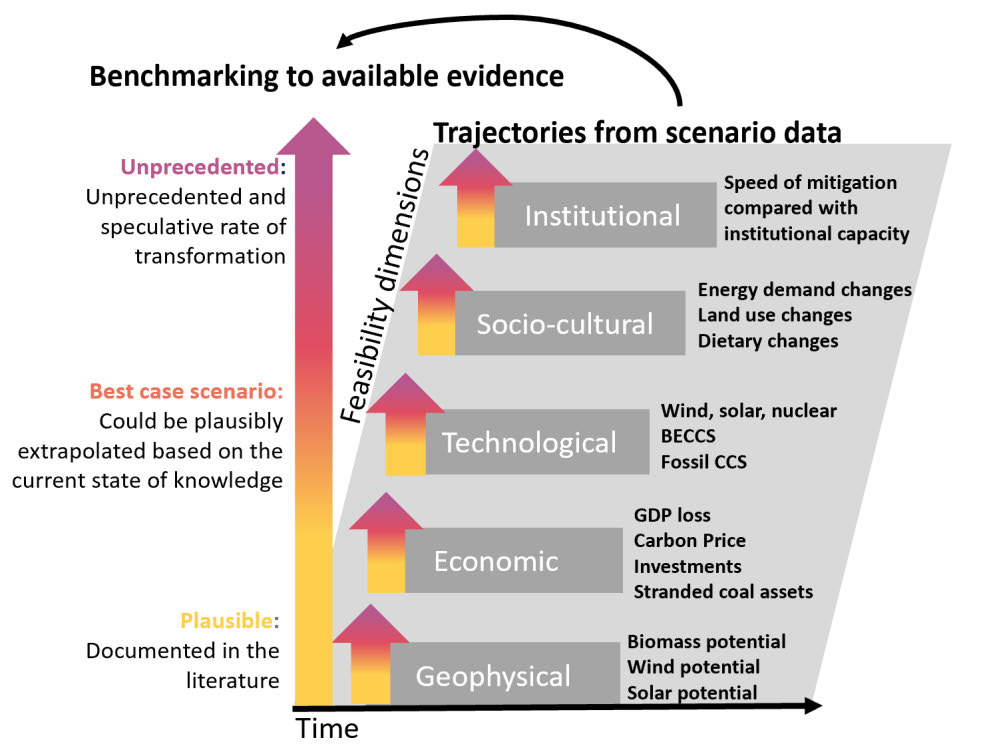 Benchmarking to available evidence
Trajectories from scenario data
Feasibility dimensions
Unprecedented:
Unprecedented and
speculative rate of
transformation
Best case scenario:
Could be plausibly
extrapolated based on the
current state of knowledge
Plausible:
Documented in the
literature
Institutional
Speed of mitigation
compared with
institutional capacity
Socio-cultural
Energy demand changes
Land use changes
Dietary changes
Technological
Wind, solar, nuclear
BECCS
Fossil CCS
Economic
GDP loss
Carbon Price
Investments
Stranded coal assets
Geophysical
Biomass potential
Wind potential
Solar potential
Time